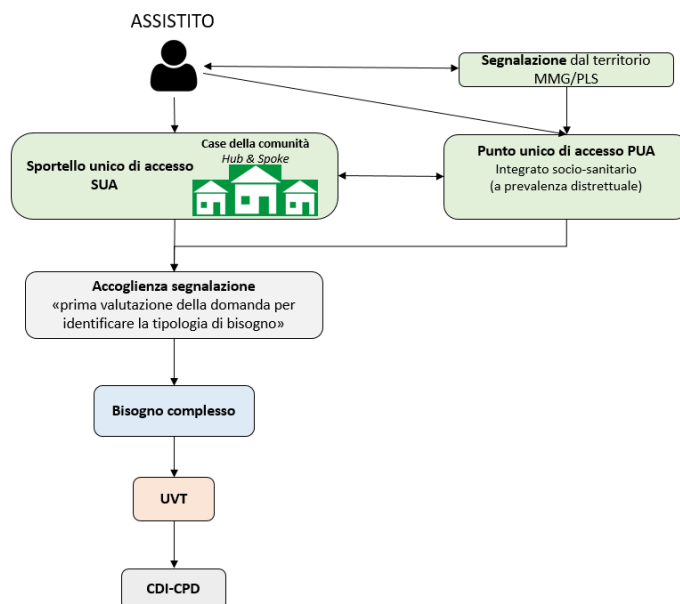 ASSISTITO
Segnalazione dal territorio
MMG/PLS
Sportello unico di accesso
SUA
Case della comunità
Hub & Spoke
Punto unico di accesso PUA
Integrato socio-sanitario
(a prevalenza distrettuale)
Accoglienza segnalazione
«prima valutazione della domanda per
identificare la tipologia di bisogno»
Bisogno complesso
UVT
CDI-CPD